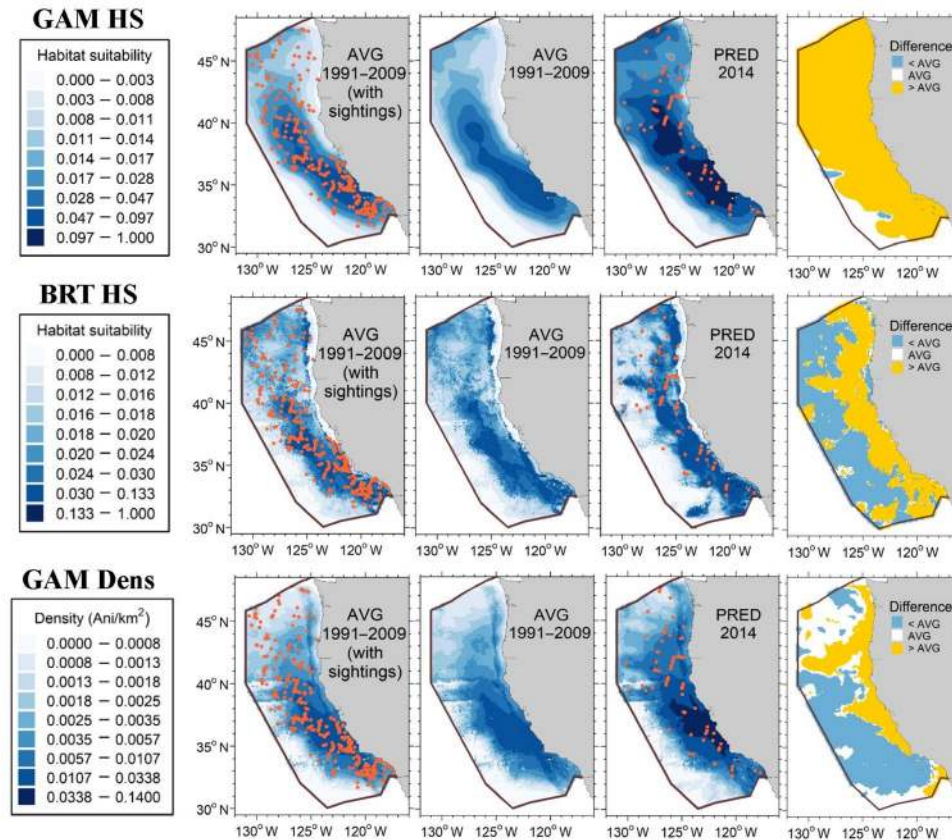 GAM HS
Habitat suitability
0.000 – 0.003
0.003 – 0.008
0.008 – 0.011
0.011 – 0.014
0.014 – 0.017
0.017 – 0.028
0.028 – 0.047
0.047 – 0.097
0.097 – 1.000
45° N
40° N
35° N
30° N
AVG
1991–2009
(with
sightings)
AVG
1991–2009
PRED
2014
Difference
< AVG
AVG
> AVG
130° W 125° W 120° W
130° W 125° W 120° W
130° W 125° W 120° W
130° W 125° W 120° W
BRT HS
Habitat suitability
0.000 – 0.008
0.008 – 0.012
0.012 – 0.016
0.016 – 0.018
0.018 – 0.020
0.020 – 0.024
0.024 – 0.030
0.030 – 0.133
0.133 – 1.000
45° N
40° N
35° N
30° N
AVG
1991–2009
(with
sightings)
AVG
1991–2009
PRED
2014
Difference
< AVG
AVG
> AVG
130° W 125° W 120° W
130° W 125° W 120° W
130° W 125° W 120° W
130° W 125° W 120° W
GAM Dens
Density (Ani/km²)
0.0000 – 0.0008
0.0008 – 0.0013
0.0013 – 0.0018
0.0018 – 0.0025
0.0025 – 0.0035
0.0035 – 0.0057
0.0057 – 0.0107
0.0107 – 0.0338
0.0338 – 0.1400
45° N
40° N
35° N
30° N
AVG
1991–2009
(with
sightings)
AVG
1991–2009
PRED
2014
Difference
< AVG
AVG
> AVG
130° W 125° W 120° W
130° W 125° W 120° W
130° W 125° W 120° W
130° W 125° W 120° W